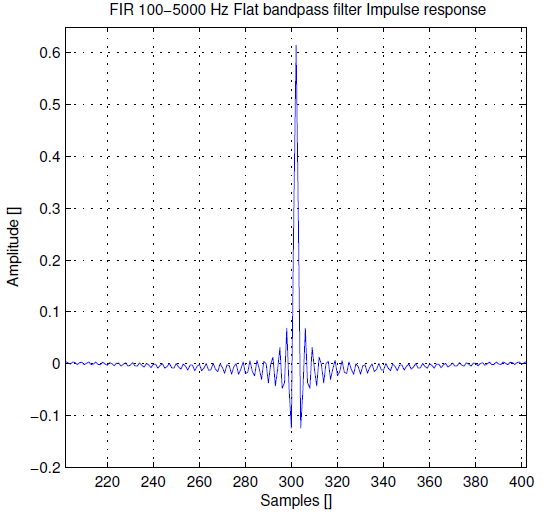 FIR 100−5000 Hz Flat bandpass filter Impulse response
0.6
0.5
0.4
0.3
0.2
0.1
0
−0.1
−0.2
Amplitude []
220 240 260 280 300 320 340 360 380 400
Samples []